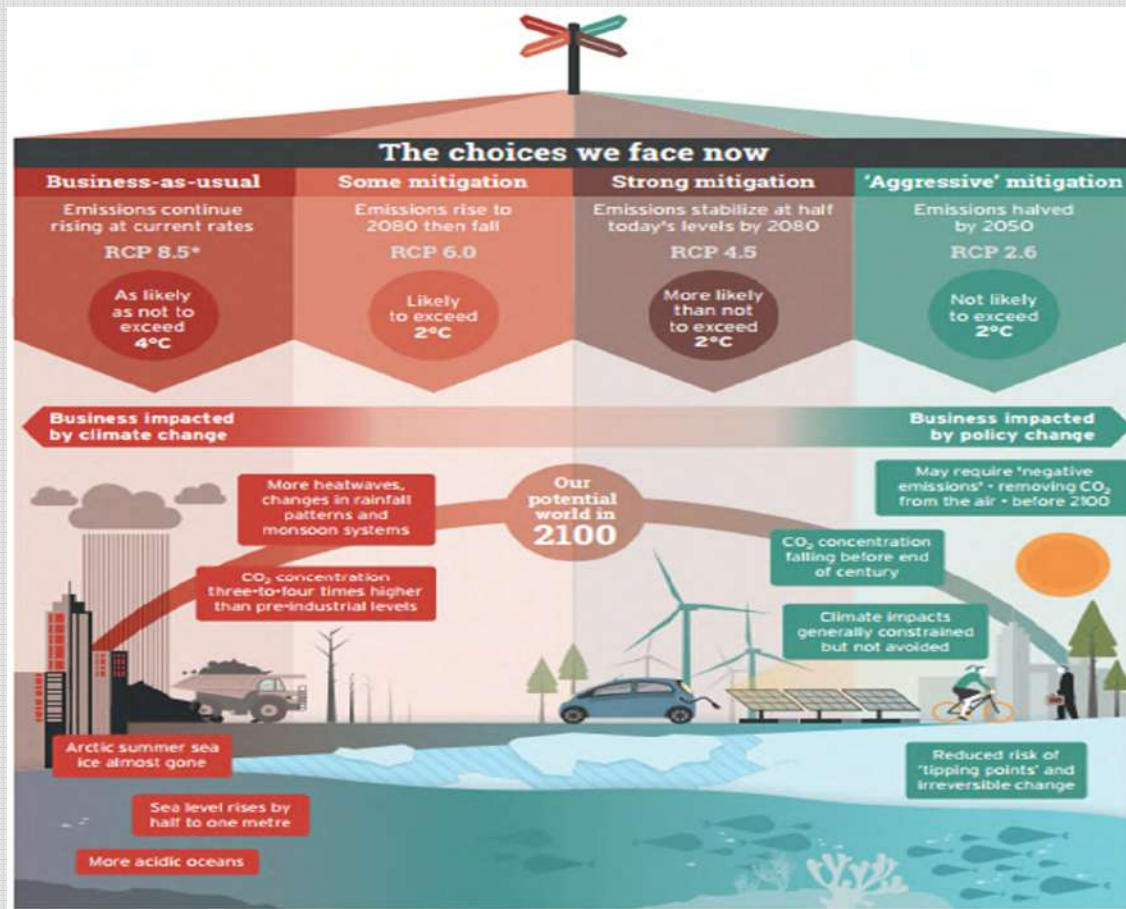 The choices we face now
Business-as-usual
Emissions continue
rising at current rates
RCP 8.5*
As likely
as not to
exceed
4°C
Some mitigation
Emissions rise to
2080 then fall
RCP 6.0
Likely
to exceed
2°C
Strong mitigation
Emissions stabilize at half
today's levels by 2080
RCP 4.5
More likely
than not
to exceed
2°C
'Aggressive' mitigation
Emissions halved
by 2050
RCP 2.6
Not likely
to exceed
2°C
Business impacted
by climate change
Business impacted
by policy change
More heatwaves,
changes in rainfall
patterns and
monsoon systems
Our
potential
world in
2100
May require 'negative
emissions' - removing CO₂
from the air - before 2100
CO₂ concentration
three-to-four times higher
than pre-industrial levels
CO₂ concentration
falling before end
of century
Climate impacts
generally constrained
but not avoided
Arctic summer sea
ice almost gone
Sea level rises by
half to one metre
More acidic oceans
Reduced risk of
'tipping points' and
irreversible change